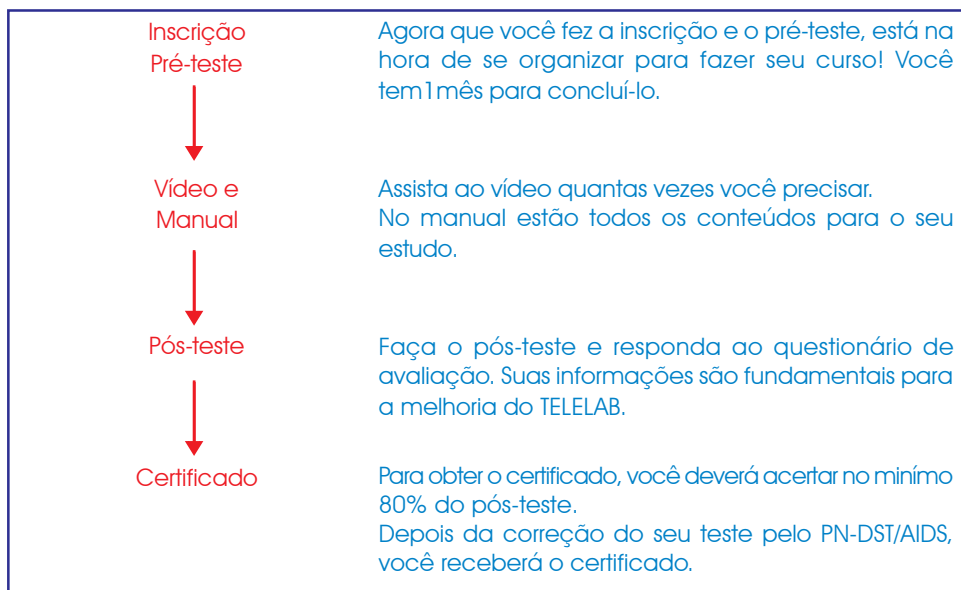 Inscrição
Pré-teste
Agora que você fez a inscrição e o pré-teste, está na
hora de se organizar para fazer seu curso! Você
tem1mês para concluí-lo.
Vídeo e
Manual
Assista ao vídeo quantas vezes você precisar.
No manual estão todos os conteúdos para o seu
estudo.
Pós-teste
Faça o pós-teste e responda ao questionário de
avaliação. Suas informações são fundamentais para
a melhoria do TELELAB.
Certificado
Para obter o certificado, você deverá acertar no minímo
80% do pós-teste.
Depois da correção do seu teste pelo PN-DST/AIDS,
você receberá o certificado.